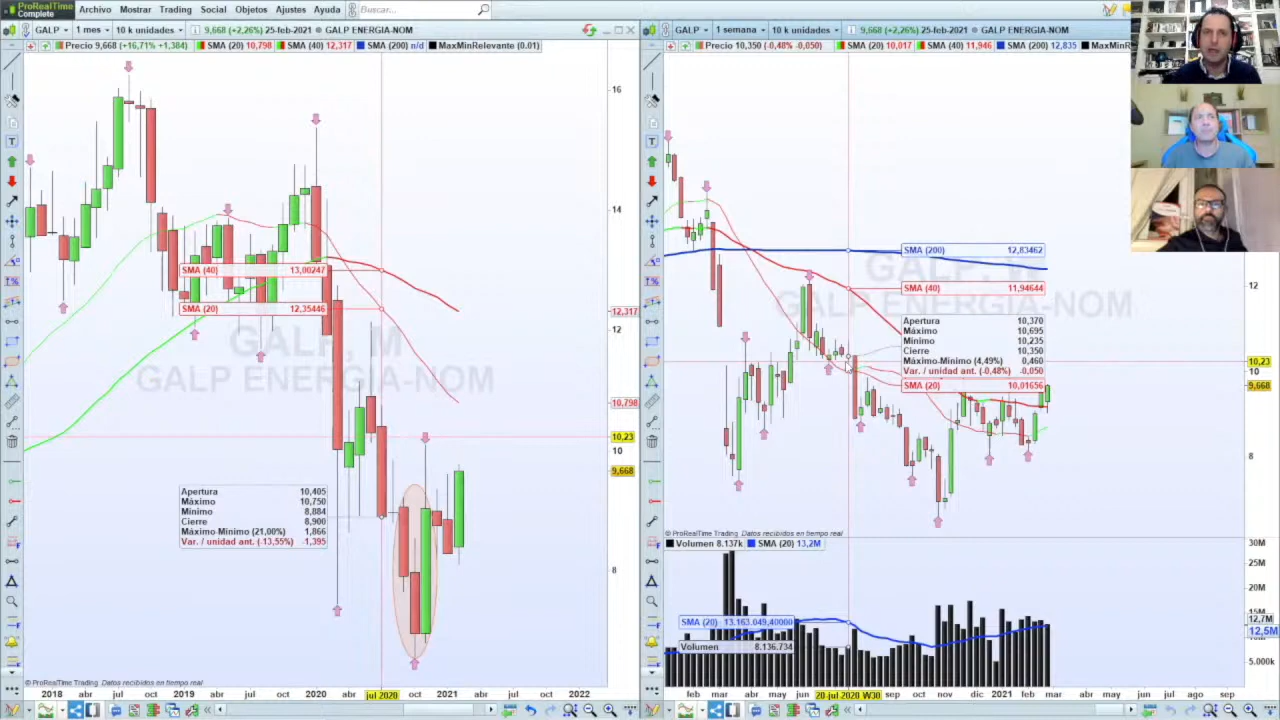 ProRealTime
Complete
Archivo Mostrar Trading Social Galpones Objetos Ajustes Ayuda Buscar...
GALP 1 mes 10 k unidades 9,668 (+2,26%) 25-feb-2021 GALP ENERGIA-NOM
Precio 9,668 (+16,71% +1,384) SMA (20) 10,798 SMA (40) 12,317 SMA (200) n/d MaxMinRelevante (0.01)
GALP, M
GALP ENERGIA-NOM
SMA (40) 13,00247
SMA (20) 12,35446
Apertura 10,405
Máximo 10,750
Mínimo 8,884
Cierre 8,900
Máximo-Mínimo (21,00%) 1,866
Var. / unidad ant. (-13,55%) -1,395
16
14
12,317
12
10,798
10,23
10
9,668
8
© ProRealTime Trading Datos recibidos en tiempo real
2018 abr jul oct 2019 abr jul oct 2020 abr jul 2020 oct 2021 abr jul oct 2022
GALP 1 semana 10 k unidades 9,668 (+2,26%) 25-feb-2021 GALP ENERGIA-NOM
Precio 10,350 (-0,48% -0,050) SMA (20) 10,017 SMA (40) 11,946 SMA (200) 12,835 MaxMinR
GALP ENERGIA-NOM
SMA (200) 12,83462
SMA (40) 11,94644
Apertura 10,370
Máximo 10,695
Mínimo 10,235
Cierre 10,350
Máximo-Mínimo (4,49%) 0,460
Var. / unidad ant. (-0,48%) -0,050
SMA (20) 10,01656
12
10,23
10
9,668
8
© ProRealTime Trading Datos recibidos en tiempo real
Volumen 8.137k SMA (20) 13,2M
SMA (20) 13.163.049,40000
Volumen 8.136.734
30M
25M
20M
15M
12,7M
12,5M
5.000k
feb mar may jun 20-jul 2020 W30 sep oct nov dic 2021 feb mar abr may jun jul ago sep